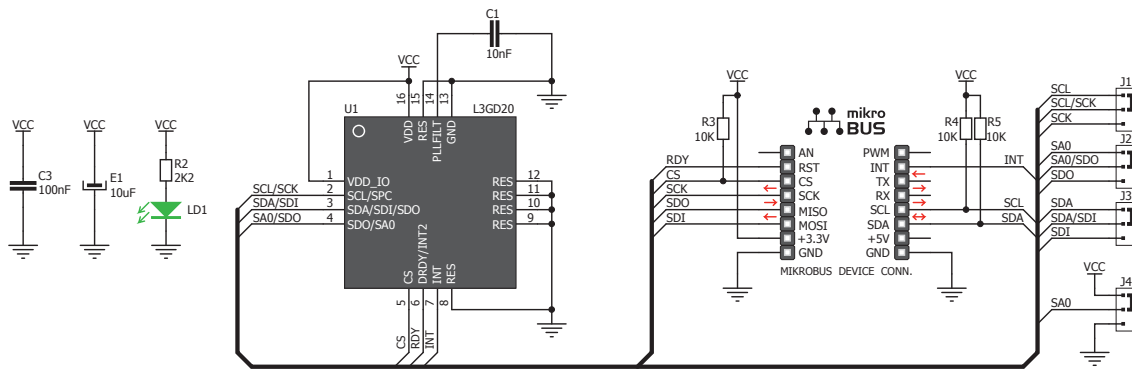 C1
10nF
VCC
16
15
14
13
U1
L3GD20
VDD
RES
PLLFILT
GND
1
VDD_IO
2
SCL/SPC
3
SDA/SDI/SDO
4
SDO/SA0
SCL/SCK
SDA/SDI
SA0/SDO
RES 12
RES 11
RES 10
RES 9
CS
DRDY/INT2
INT
RES
5
6
7
8
CS
RDY
INT
VCC
C3
100nF
VCC
E1
10uF
VCC
R2
2K2
LD1
VCC
R3
10K
mikro
BUS
RDY
CS
SCK
SDO
SDI
AN
RST
CS
SCK
MISO
MOSI
+3.3V
GND
PWM
INT
TX
RX
SCL
SDA
+5V
GND
MIKROBUS DEVICE CONN.
VCC
R4
10K
R5
10K
INT
SCL
SDA
J1
SCL
SCL/SCK
SCK
J2
SA0
SA0/SDO
SDO
J3
SDA
SDA/SDI
SDI
VCC
J4
SA0